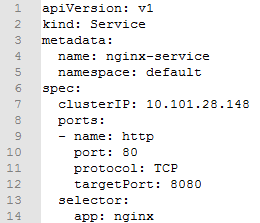 1 apiVersion: v1
2 kind: Service
3 metadata:
4   name: nginx-service
5   namespace: default
6 spec:
7   clusterIP: 10.101.28.148
8   ports:
9   - name: http
10     port: 80
11     protocol: TCP
12     targetPort: 8080
13   selector:
14     app: nginx